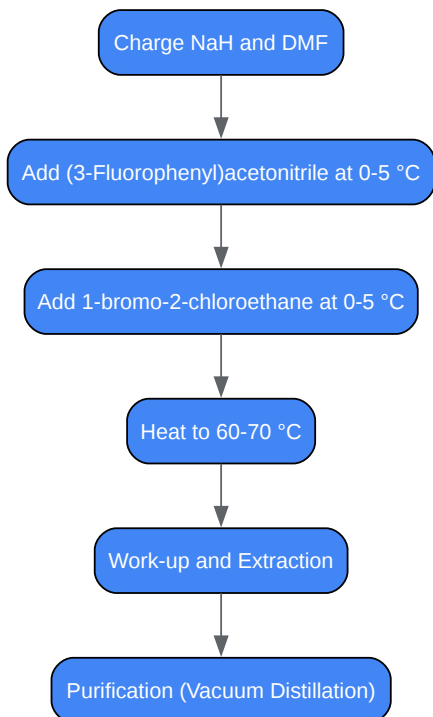 Charge NaH and DMF
Add (3-Fluorophenyl)acetonitrile at 0-5 °C
Add 1-bromo-2-chloroethane at 0-5 °C
Heat to 60-70 °C
Work-up and Extraction
Purification (Vacuum Distillation)